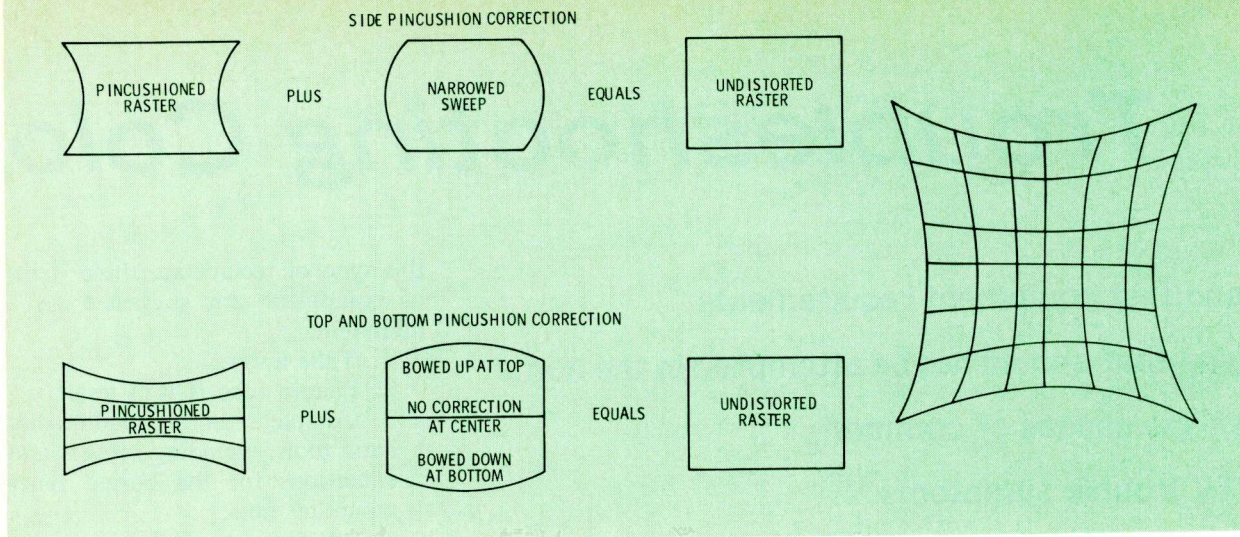 SIDE PINCUSHION CORRECTION
PINCUSHIONED
RASTER
PLUS
NARROWED
SWEEP
EQUALS
UNDISTORTED
RASTER
TOP AND BOTTOM PINCUSHION CORRECTION
PINCUSHIONED
RASTER
PLUS
BOWED UP AT TOP
NO CORRECTION
AT CENTER
BOWED DOWN
AT BOTTOM
EQUALS
UNDISTORTED
RASTER